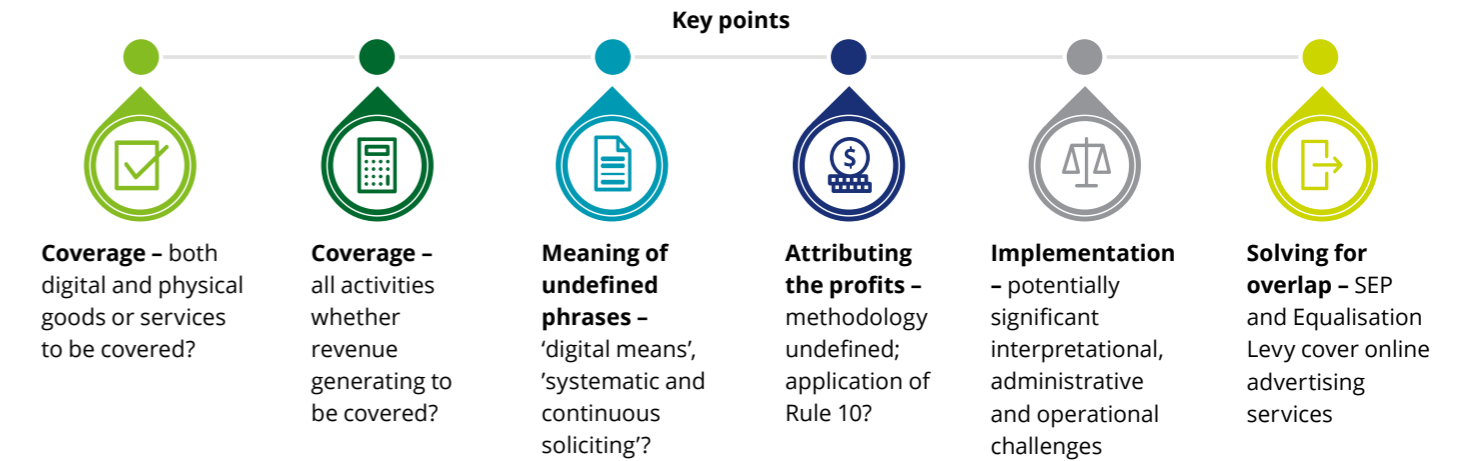 Key points
$
Coverage – both
digital and physical
goods or services
to be covered?
Coverage –
all activities
whether
revenue
generating to
be covered?
Meaning of
undefined
phrases –
‘digital means’,
’systematic and
continuous
soliciting’?
Attributing
the profits –
methodology
undefined;
application of
Rule 10?
Implementation
– potentially
significant
interpretational,
administrative
and operational
challenges
Solving for
overlap – SEP
and Equalisation
Levy cover online
advertising
services